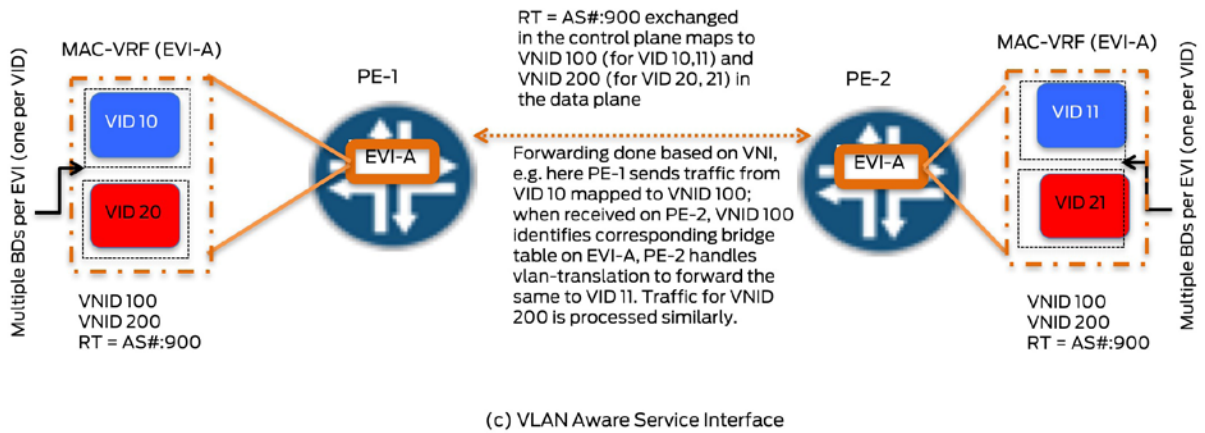 Multiple BDs per EVI (one per VID)
MAC-VRF (EVI-A)
VID 10
VID 20
VNID 100
VNID 200
RT = AS#:900
PE-1
EVI-A
RT = AS#:900 exchanged
in the control plane maps to
VNID 100 (for VID 10,11) and
VNID 200 (for VID 20, 21) in
the data plane
Forwarding done based on VNI,
e.g. here PE-1 sends traffic from
VID 10 mapped to VNID 100;
when received on PE-2, VNID 100
identifies corresponding bridge
table on EVI-A, PE-2 handles
vlan-translation to forward the
same to VID 11. Traffic for VNID
200 is processed similarly.
PE-2
EVI-A
MAC-VRF (EVI-A)
VID 11
VID 21
VNID 100
VNID 200
RT = AS#:900
Multiple BDs per EVI (one per VID)
(c) VLAN Aware Service Interface